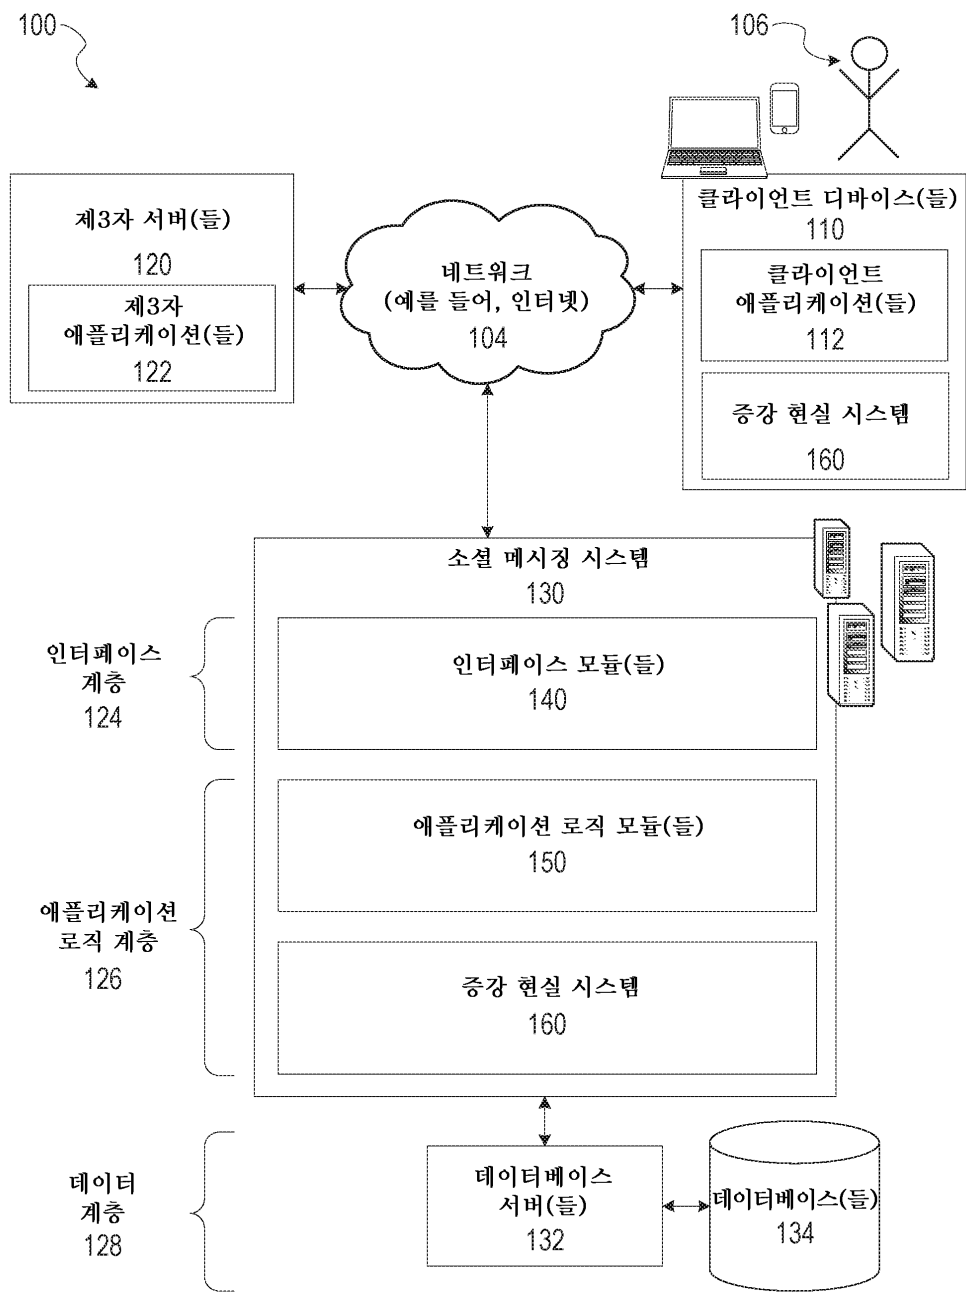 100
106
제3자 서버(들)
120
제3자
애플리케이션(들)
122
네트워크
(예를 들어, 인터넷)
104
클라이언트 디바이스(들)
110
클라이언트
애플리케이션(들)
112
증강 현실 시스템
160
소셜 메시징 시스템
130
인터페이스
계층
124
인터페이스 모듈(들)
140
애플리케이션 로직 모듈(들)
150
애플리케이션
로직 계층
126
증강 현실 시스템
160
데이터
계층
128
데이터베이스
서버(들)
132
데이터베이스(들)
134